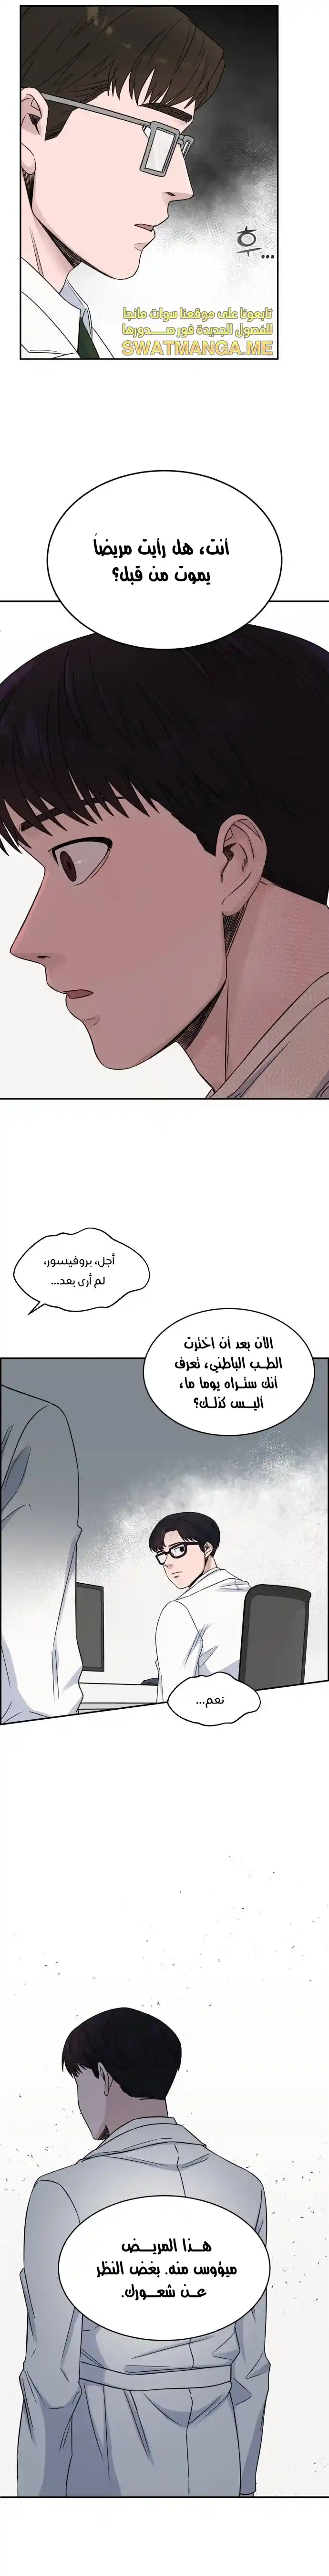 흐...
تابعونا على موقعنا سوات مانجا
للفصول الجديدة فور صدورها
SWATMANGA.ME
أنت، هل رأيت مريضاً
يموت من قبل؟
أجل، بروفيسور،
لم أرى بعد...
الآن بعد أن اخترت
الطب الباطني، تعرف
أنك ستراه يوما ما،
أليس كذلك؟
نعم...
هذا المريض
ميؤوس منه. بغض النظر
عن شعورك.